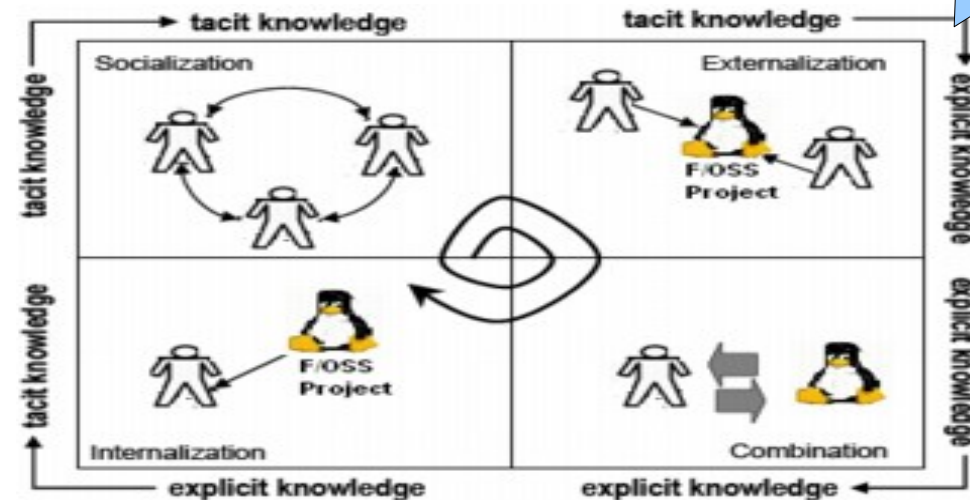 tacit knowledge
tacit knowledge
Socialization
Externalization
tacit knowledge
explicit knowledge
F/OSS
Project
tacit knowledge
explicit knowledge
F/OSS
Project
Internalization
Combination
explicit knowledge
explicit knowledge